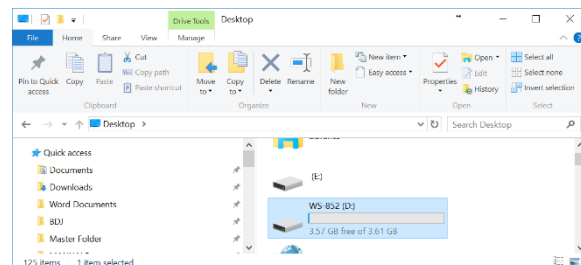 Drive Tools Desktop
File Home Share View Manage
Pin to Quick access
Copy
Paste
Cut
Copy path
Paste shortcut
Clipboard
Move to
Copy to
Delete
Rename
Organize
New folder
New item
Easy access
New
Properties
Open
Edit
History
Open
Select all
Select none
Invert selection
Select
Desktop
Search Desktop
Quick access
Documents
Downloads
Word Documents
BDJ
Master Folder
(E:)
WS-852 (D:)
3.57 GB free of 3.61 GB
125 items 1 item selected